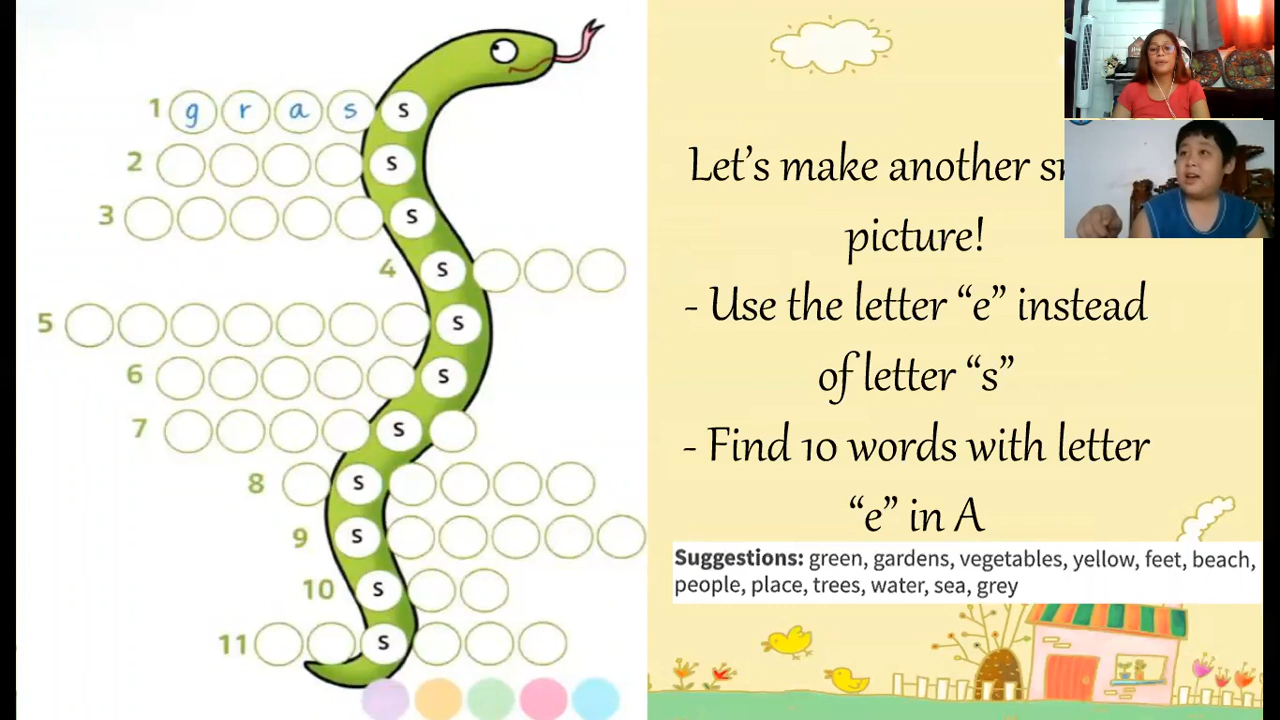 1 g r a s s
2 s
3 s
4 s
5 s
6 s
7 s
8 s
9 s
10 s
11 s
Let's make another
picture!
- Use the letter “e” instead
of letter “s”
- Find 10 words with letter
“e” in A
Suggestions: green, gardens, vegetables, yellow, feet, beach,
people, place, trees, water, sea, grey